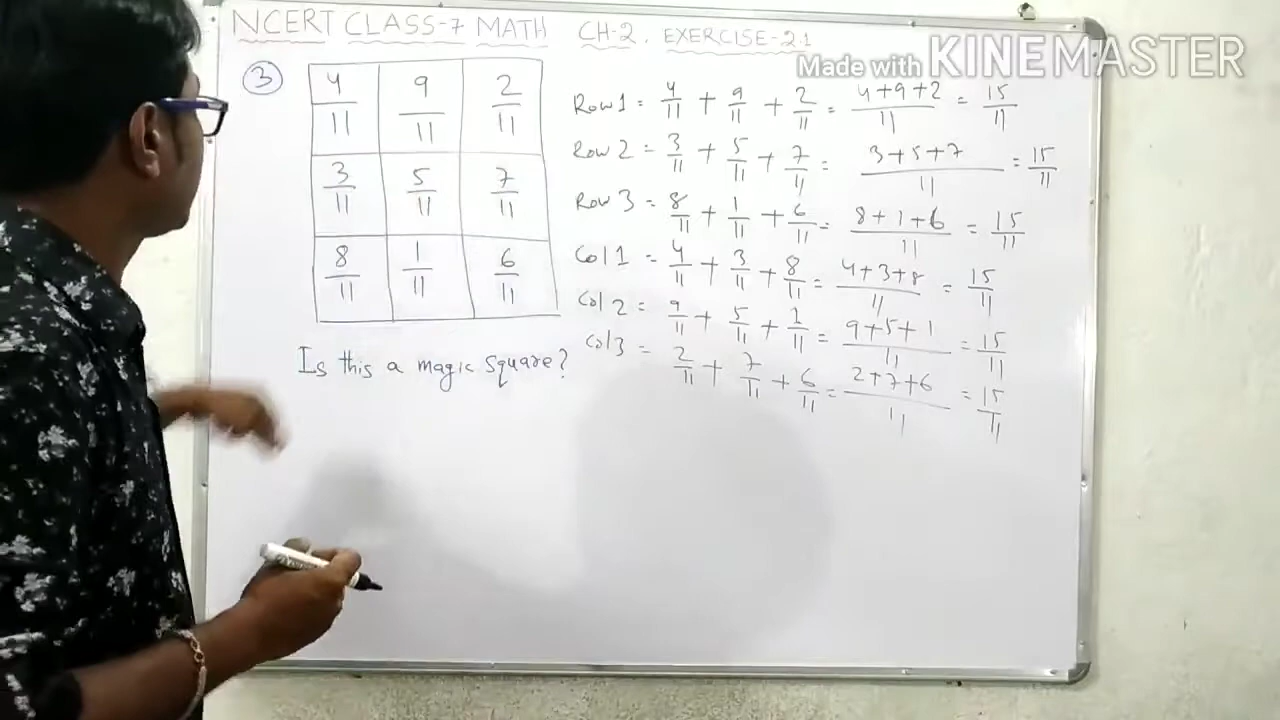 NCERT CLASS-7 MATH CH-2. EXERCISE-2.1
Made with KINEMASTER
3
4/11 9/11 2/11
3/11 5/11 7/11
8/11 1/11 6/11
Is this a magic square?
Row 1 = 4/11 + 9/11 + 2/11 = 4+9+2/11 = 15/11
Row 2 = 3/11 + 5/11 + 7/11 = 3+5+7/11 = 15/11
Row 3 = 8/11 + 1/11 + 6/11 = 8+1+6/11 = 15/11
Col 1 = 4/11 + 3/11 + 8/11 = 4+3+8/11 = 15/11
Col 2 = 9/11 + 5/11 + 1/11 = 9+5+1/11 = 15/11
Col 3 = 2/11 + 7/11 + 6/11 = 2+7+6/11 = 15/11